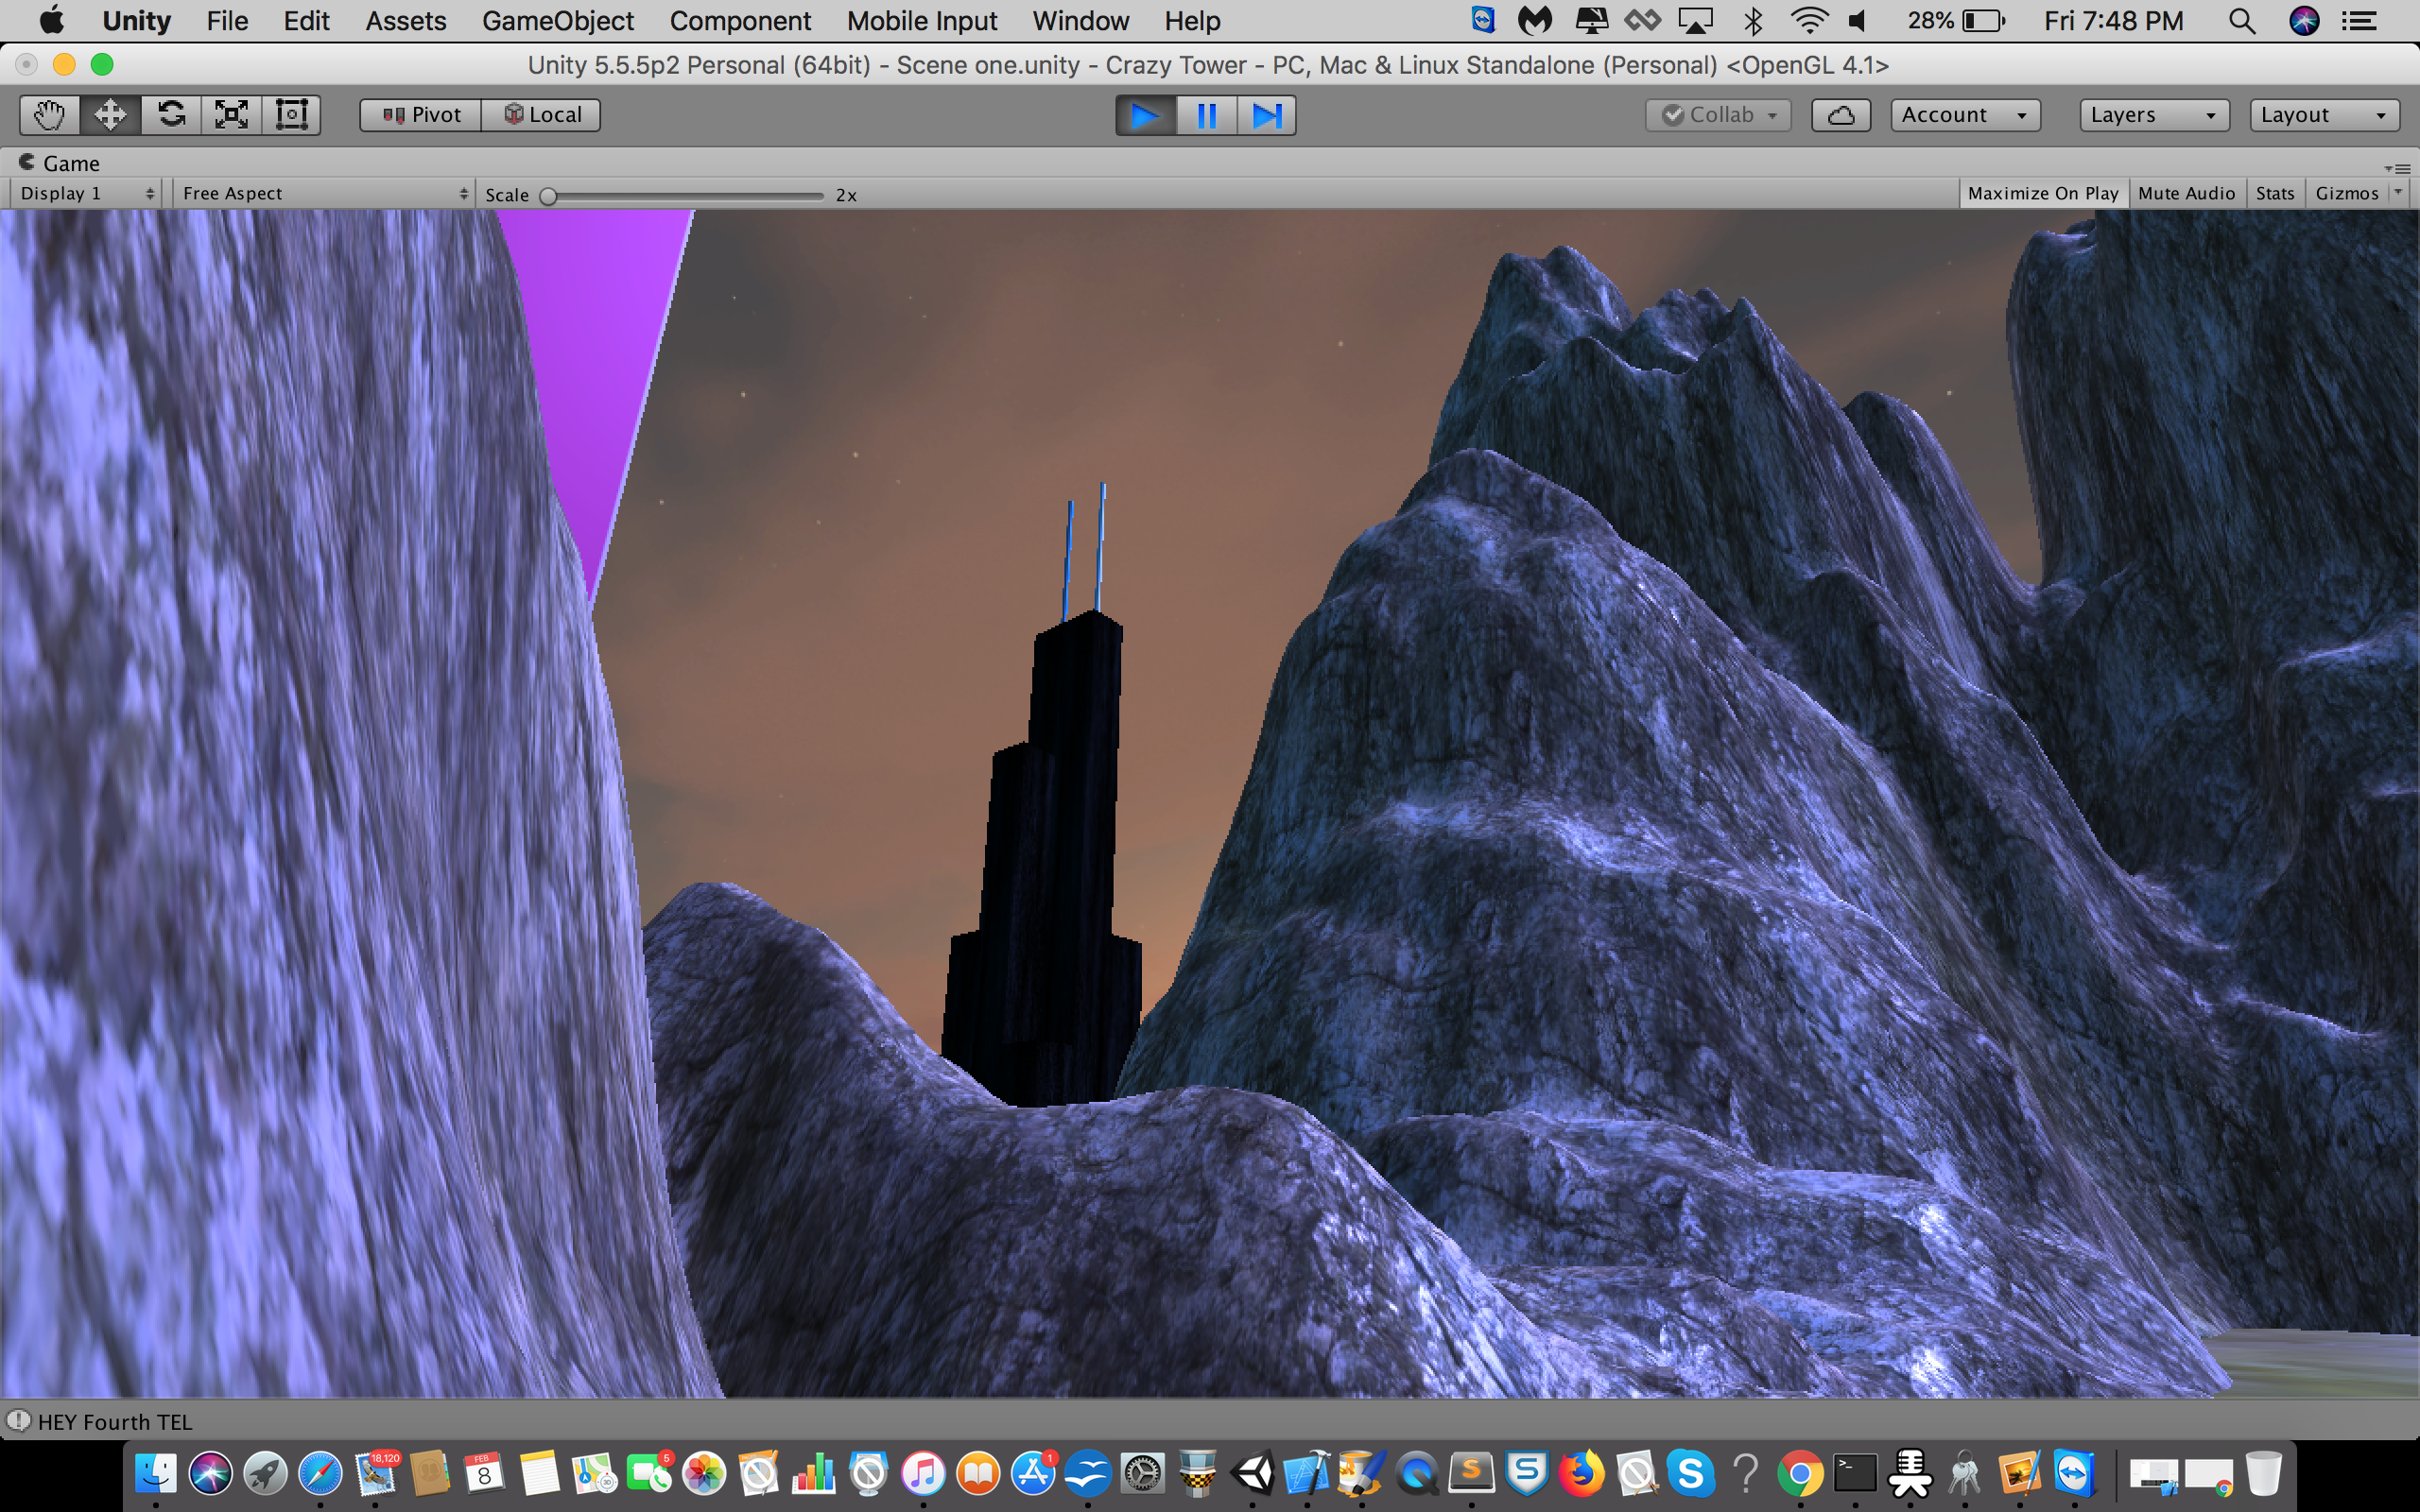 Unity File Edit Assets GameObject Component Mobile Input Window Help 28% Fri 7:48 PM
Unity 5.5.5p2 Personal (64bit) - Scene one.unity - Crazy Tower - PC, Mac & Linux Standalone (Personal) <OpenGL 4.1>
Pivot Local Collab Account Layers Layout
Game
Display 1 Free Aspect Scale 2x Maximize On Play Mute Audio Stats Gizmos
HEY Fourth TEL
18,120 FEB 8 3D 5 1 S S S ? >_